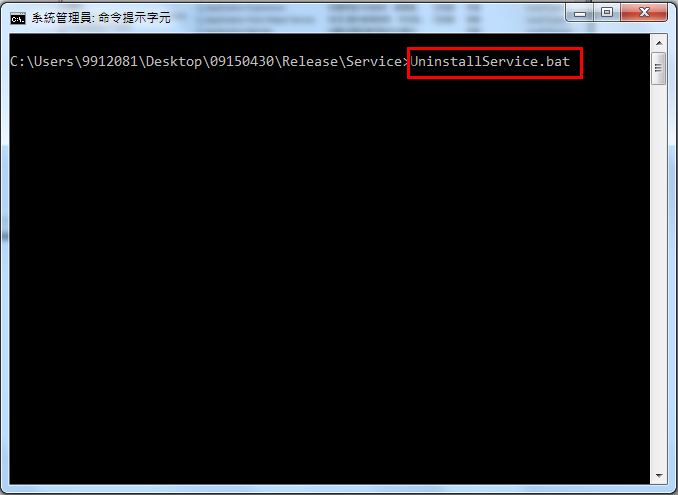 系統管理員: 命令提示字元
C:\Users\9912081\Desktop\09150430\Release\Service>UninstallService.bat